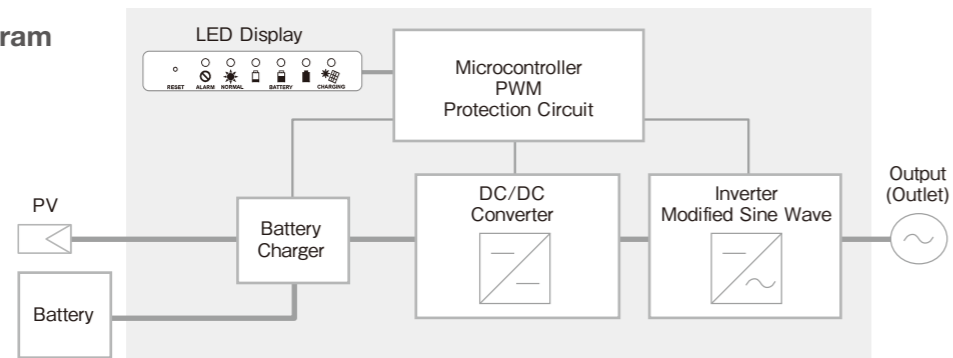 ram
LED Display
RESET ALARM NORMAL BATTERY CHARGING
Microcontroller
PWM
Protection Circuit
PV
Battery
Charger
DC/DC
Converter
Inverter
Modified Sine Wave
Output
(Outlet)
Battery